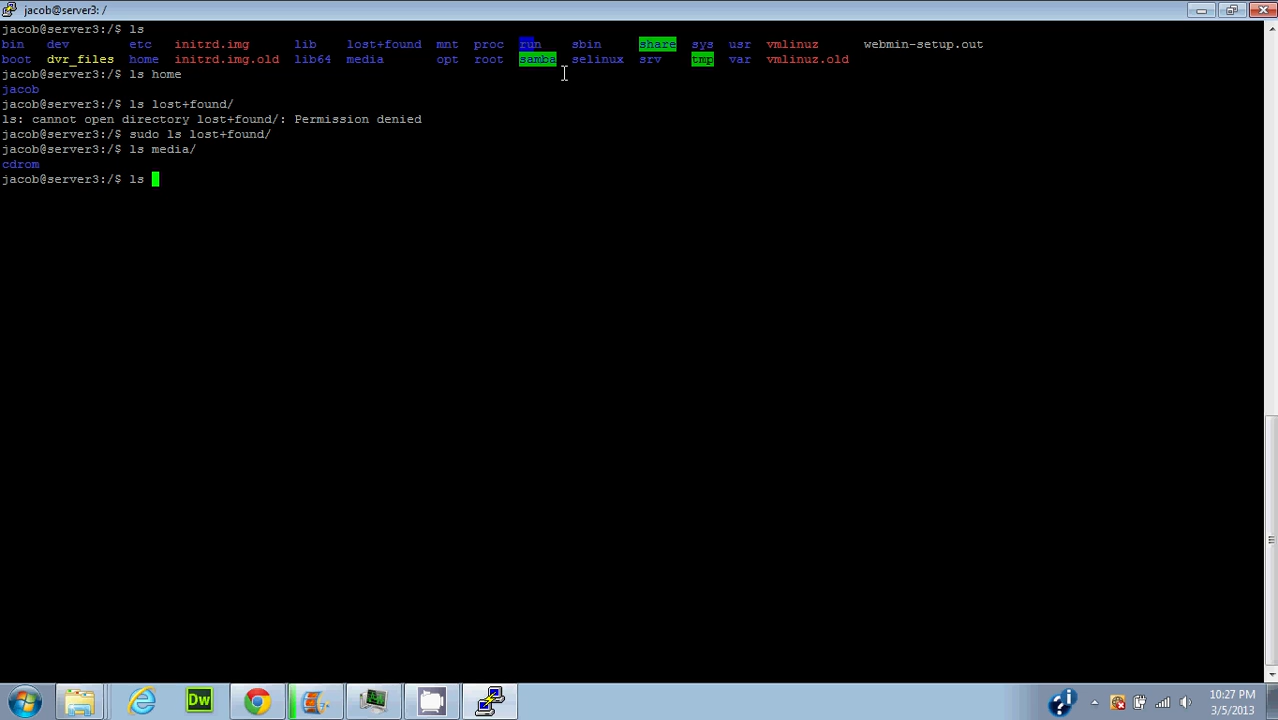 jacob@server3: /
jacob@server3:/$ ls
bin dev etc initrd.img lib lost+found mnt proc run sbin share sys usr vmlinuz webmin-setup.out
boot dvr_files home initrd.img.old lib64 media opt root samba selinux srv tmp var vmlinuz.old
jacob@server3:/$ ls home
jacob
jacob@server3:/$ ls lost+found/
ls: cannot open directory lost+found/: Permission denied
jacob@server3:/$ sudo ls lost+found/
jacob@server3:/$ ls media/
cdrom
jacob@server3:/$ ls
Dw
10:27 PM
3/5/2013